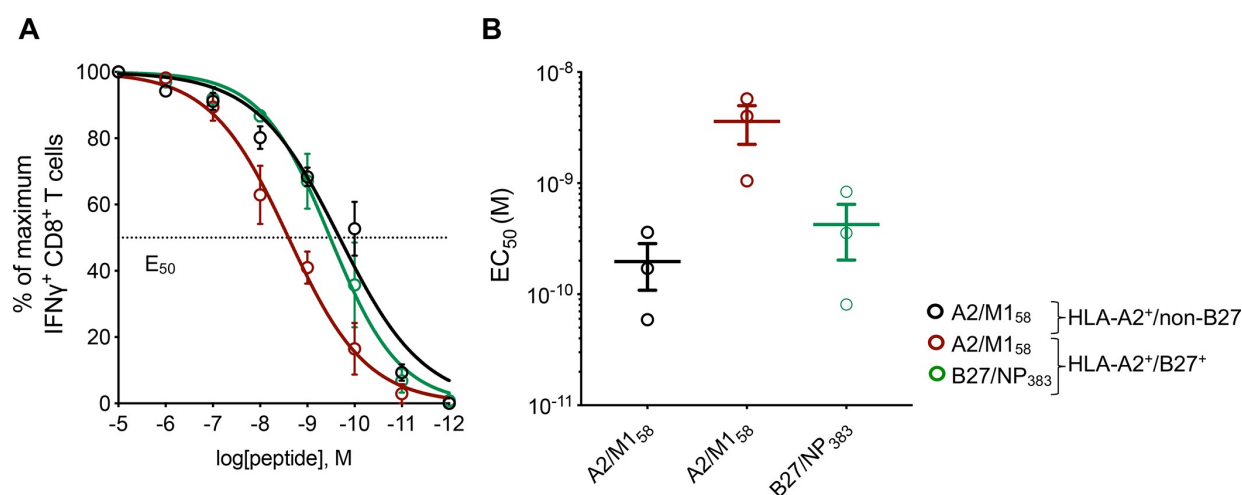 A
% of maximum
IFNγ⁺ CD8⁺ T cells
100
80
60
40
20
0
E₅₀
-5 -6 -7 -8 -9 -10 -11 -12
log[peptide], M
B
EC₅₀ (M)
10⁻⁸
10⁻⁹
10⁻¹⁰
10⁻¹¹
A2/M1₅₈
A2/M1₅₈
B27/NP₃₈₃
A2/M1₅₈ HLA-A2⁺/non-B27
A2/M1₅₈
B27/NP₃₈₃
HLA-A2⁺/B27⁺